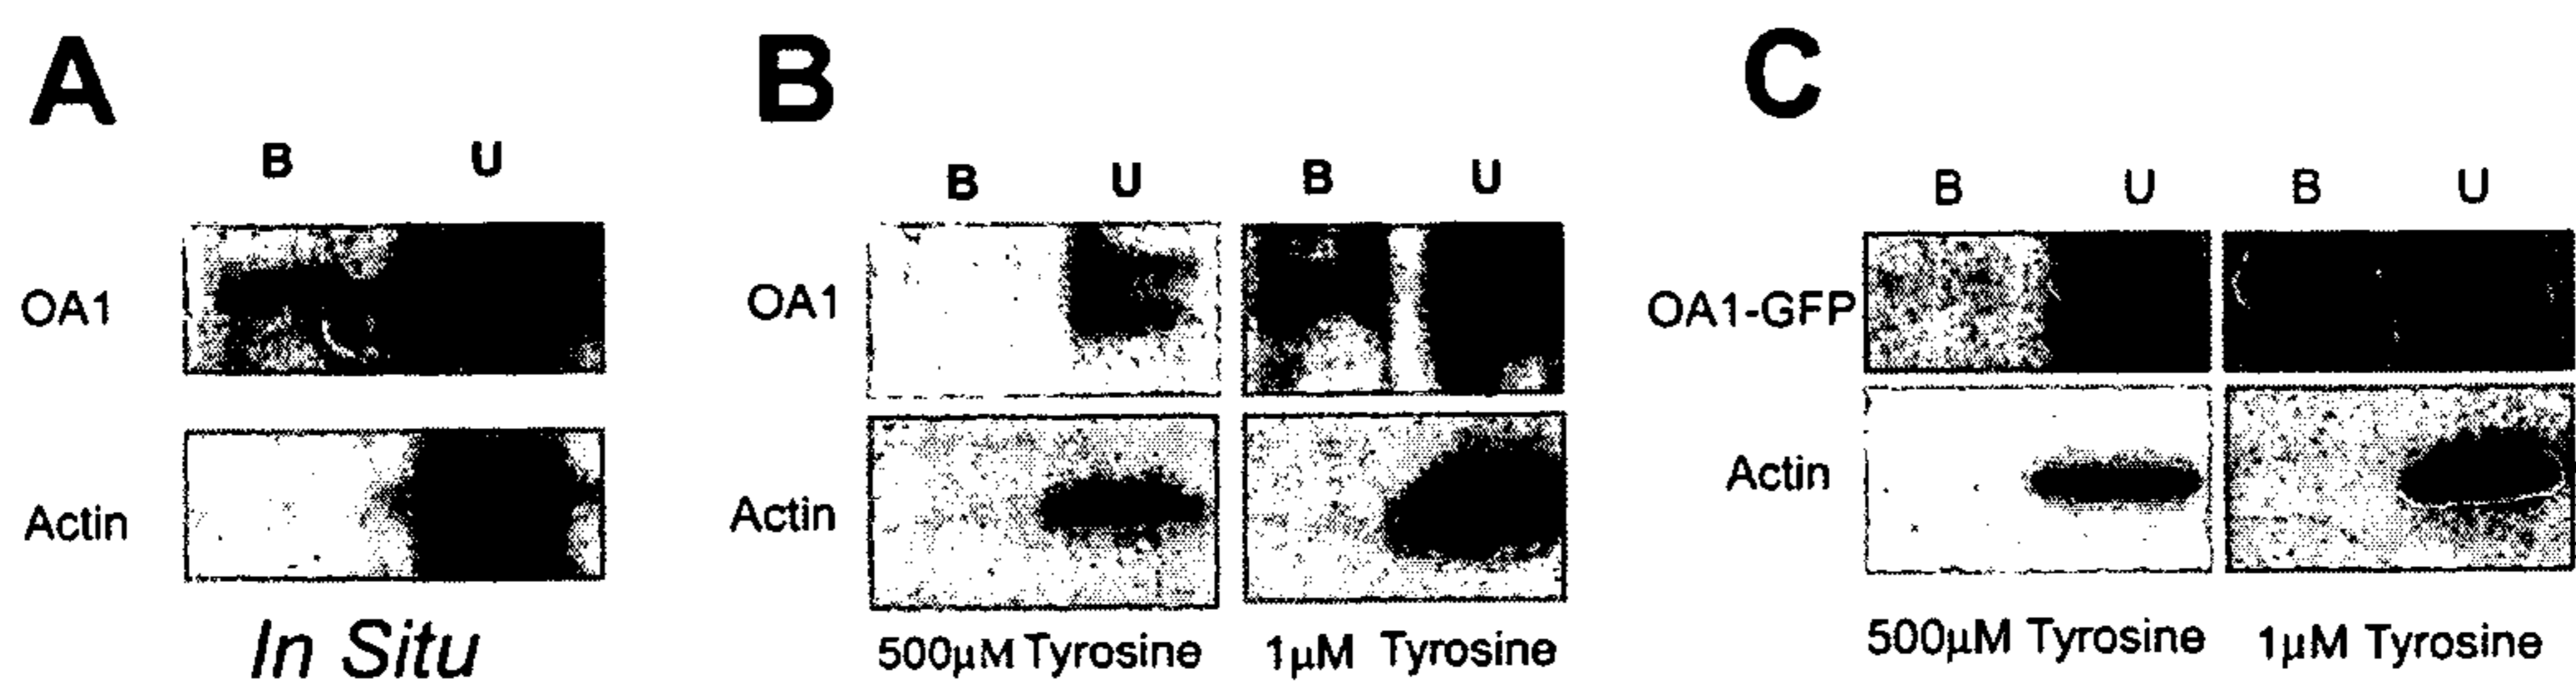 A
B U
OA1
Actin
In Situ
B
B U B U
OA1
Actin
500µM Tyrosine 1µM Tyrosine
C
B U B U
OA1-GFP
Actin
500µM Tyrosine 1µM Tyrosine